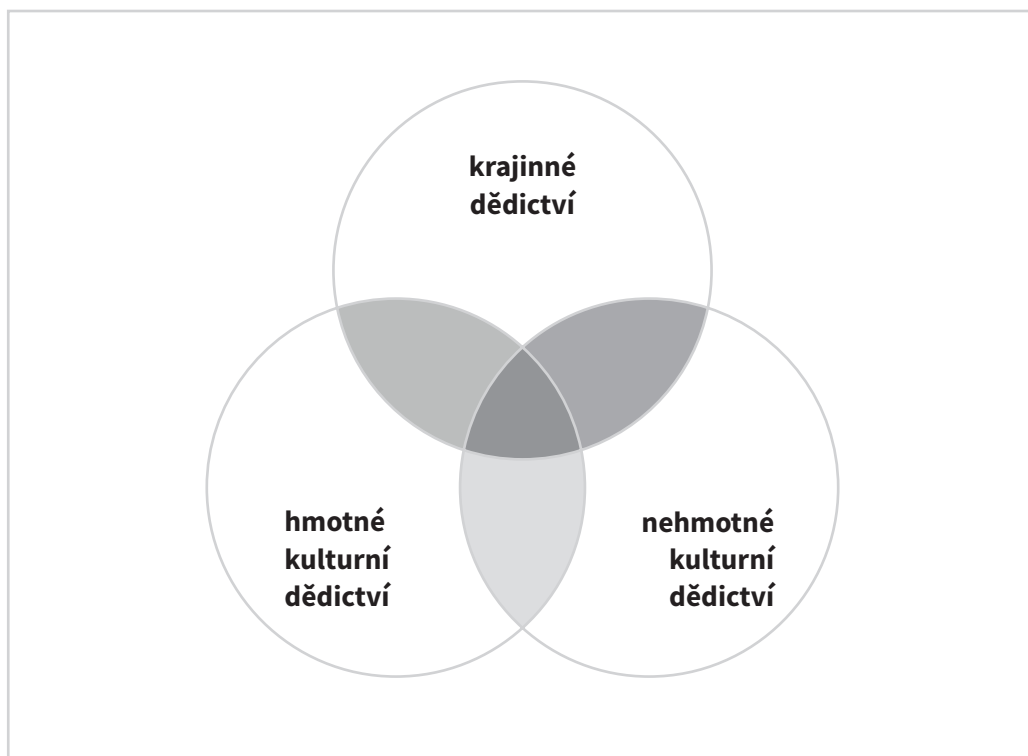 krajinné
dědictví
hmotné
kulturní
dědictví
nehmotné
kulturní
dědictví